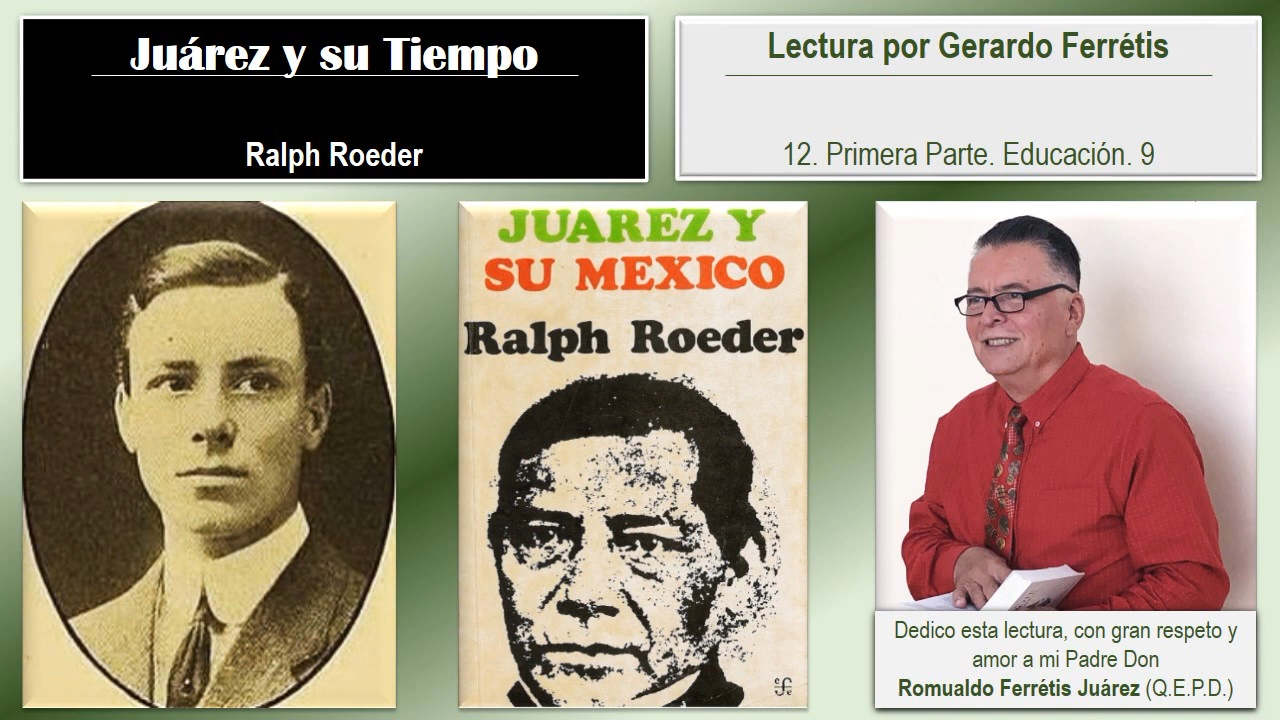 Juárez y su Tiempo
Ralph Roeder
Lectura por Gerardo Ferrétis
12. Primera Parte. Educación. 9
JUAREZ Y
SU MEXICO
Ralph Roeder
Dedico esta lectura, con gran respeto y
amor a mi Padre Don
Romualdo Ferrétis Juárez (Q.E.P.D.)